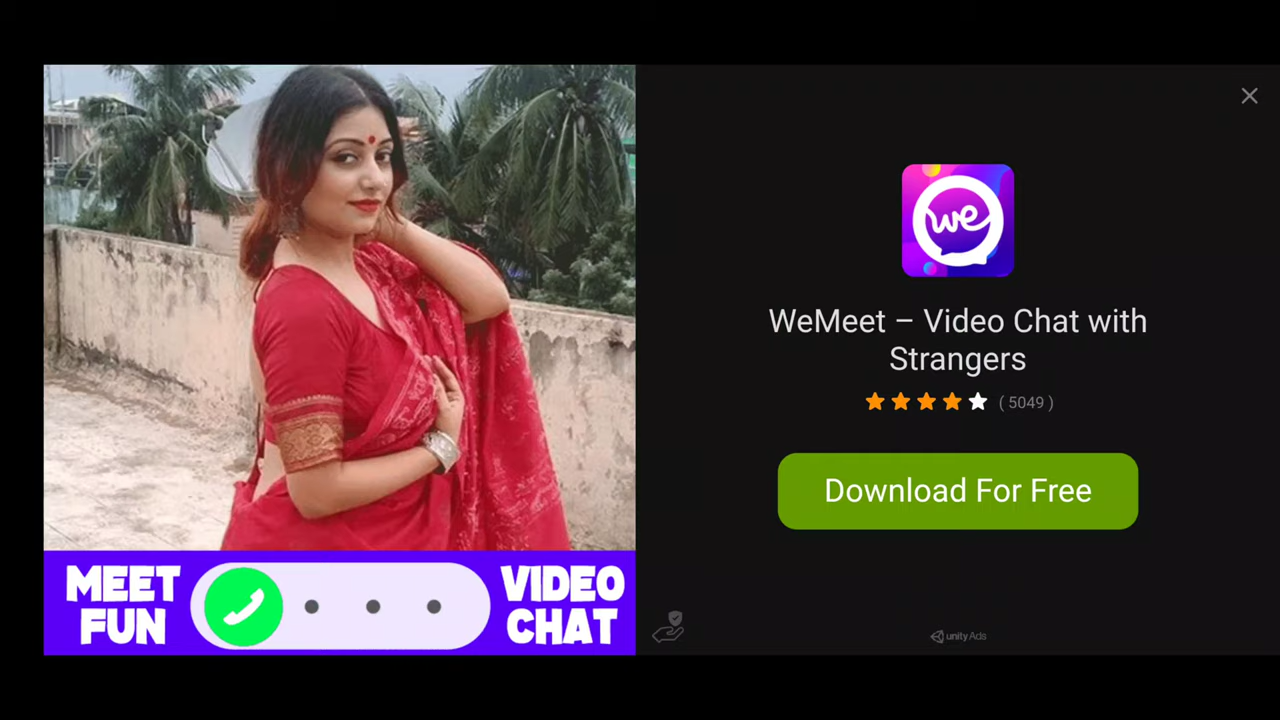 MEET
FUN
VIDEO
CHAT
we
WeMeet – Video Chat with
Strangers
( 5049 )
Download For Free
unity Ads